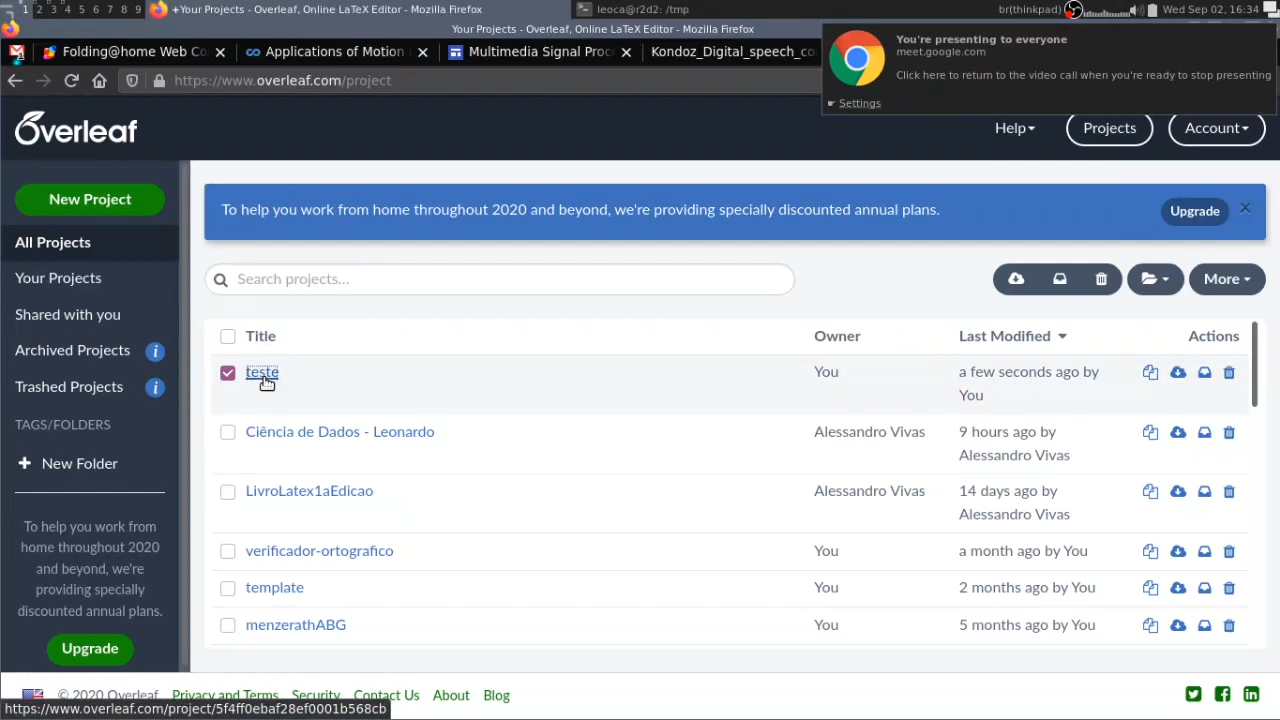 1 2 3 4 5 6 7 8 9
+Your Projects - Overleaf, Online LaTeX Editor - Mozilla Firefox
leoca@r2d2: /tmp
br(thinkpad)
Wed Sep 02, 16:34
Your Projects - Overleaf, Online LaTeX Editor - Mozilla Firefox
Folding@home Web Co
Applications of Motion
Multimedia Signal Proc
Kondoz_Digital_speech_co
https://www.overleaf.com/project
You're presenting to everyone
meet.google.com
Click here to return to the video call when you're ready to stop presenting
Settings
Overleaf
Help
Projects
Account
New Project
All Projects
Your Projects
Shared with you
Archived Projects
Trashed Projects
TAGS/FOLDERS
New Folder
To help you work from
home throughout 2020
and beyond, we're
providing specially
discounted annual plans.
Upgrade
To help you work from home throughout 2020 and beyond, we're providing specially discounted annual plans.
Upgrade
Search projects...
More
Title Owner Last Modified Actions
teste You a few seconds ago by
You
Ciência de Dados - Leonardo Alessandro Vivas 9 hours ago by
Alessandro Vivas
LivroLatex1aEdicao Alessandro Vivas 14 days ago by
Alessandro Vivas
verificador-ortografico You a month ago by You
template You 2 months ago by You
menzerathABG You 5 months ago by You
© 2020 Overleaf Privacy and Terms Security Contact Us About Blog
https://www.overleaf.com/project/5f4ff0ebaf28ef0001b568cb